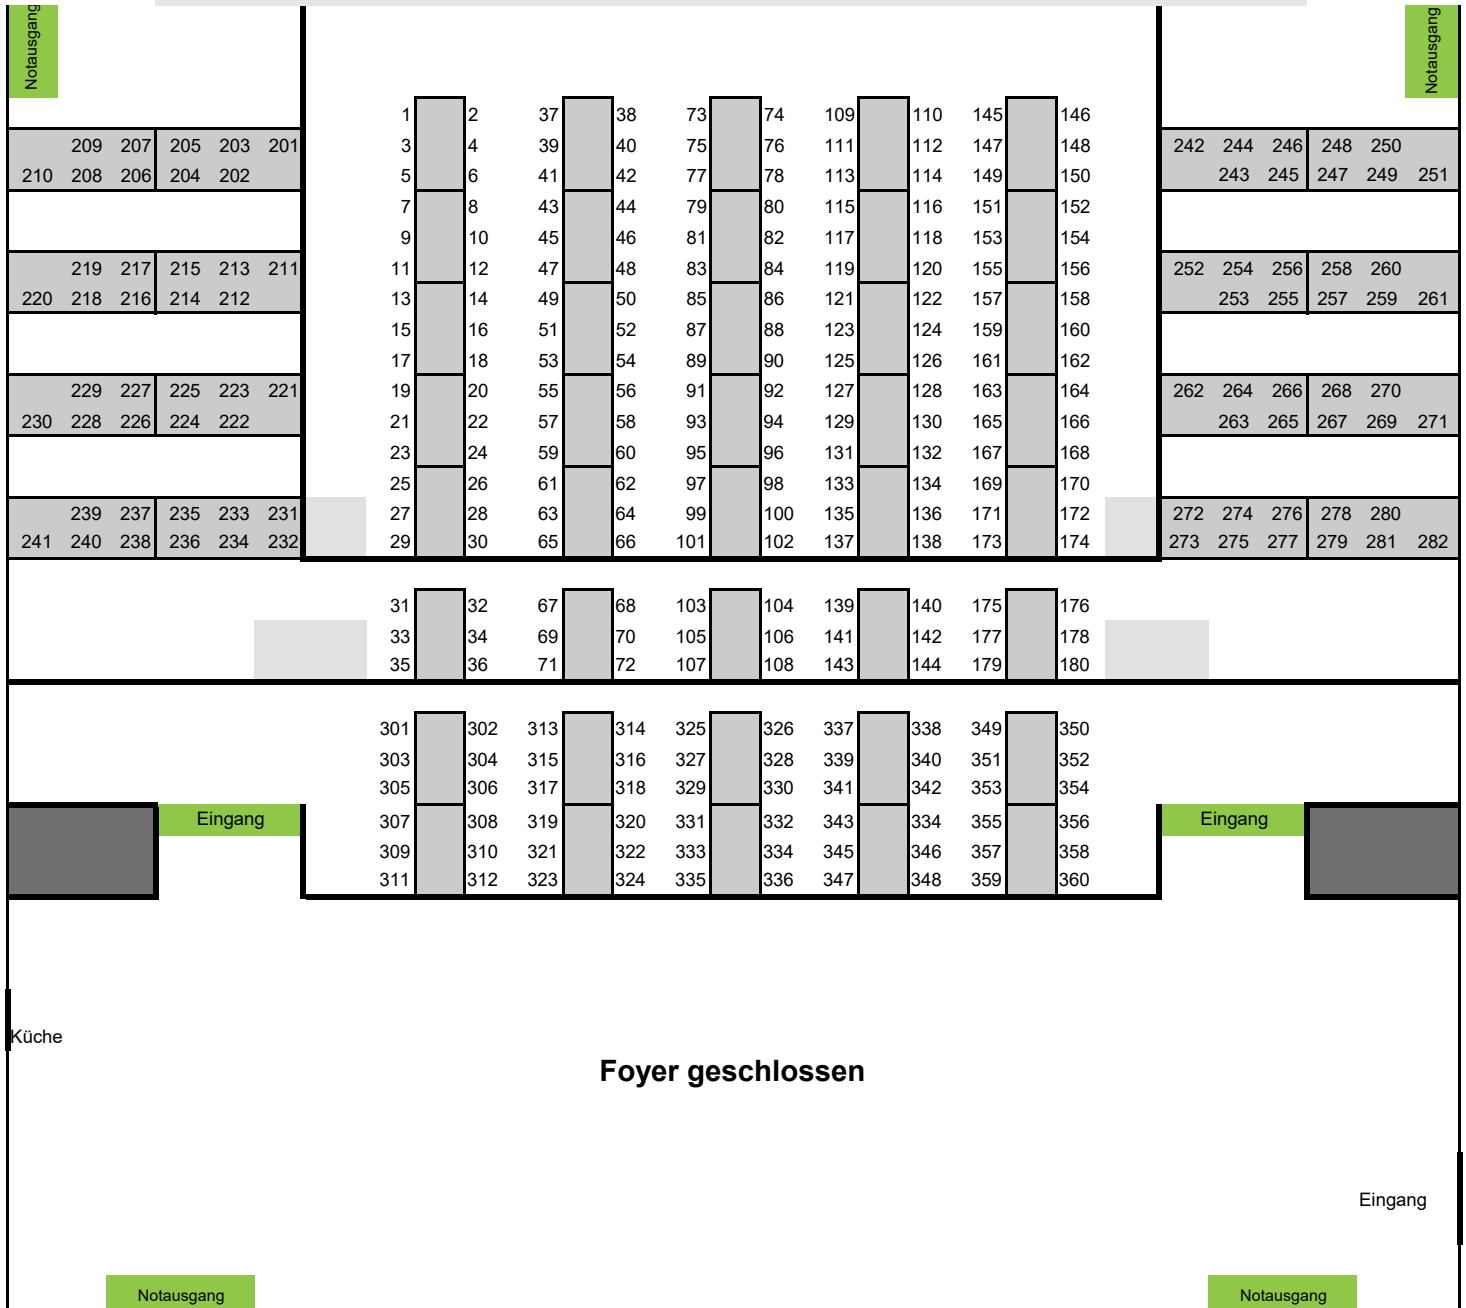 Notausgang Notausgang
1 2 37 38 73 74 109 110 145 146
209 207 205 203 201 3 4 39 40 75 76 111 112 147 148 242 244 246 248 250
210 208 206 204 202 5 6 41 42 77 78 113 114 149 150 243 245 247 249 251
7 8 43 44 79 80 115 116 151 152
9 10 45 46 81 82 117 118 153 154
219 217 215 213 211 11 12 47 48 83 84 119 120 155 156 252 254 256 258 260
220 218 216 214 212 13 14 49 50 85 86 121 122 157 158 253 255 257 259 261
15 16 51 52 87 88 123 124 159 160
17 18 53 54 89 90 125 126 161 162
229 227 225 223 221 19 20 55 56 91 92 127 128 163 164 262 264 266 268 270
230 228 226 224 222 21 22 57 58 93 94 129 130 165 166 263 265 267 269 271
23 24 59 60 95 96 131 132 167 168
25 26 61 62 97 98 133 134 169 170
239 237 235 233 231 27 28 63 64 99 100 135 136 171 172 272 274 276 278 280
241 240 238 236 234 232 29 30 65 66 101 102 137 138 173 174 273 275 277 279 281 282
31 32 67 68 103 104 139 140 175 176
33 34 69 70 105 106 141 142 177 178
35 36 71 72 107 108 143 144 179 180
301 302 313 314 325 326 337 338 349 350
303 304 315 316 327 328 339 340 351 352
305 306 317 318 329 330 341 342 353 354
Eingang 307 308 319 320 331 332 343 334 355 356 Eingang
309 310 321 322 333 334 345 346 357 358
311 312 323 324 335 336 347 348 359 360
Küche
Foyer geschlossen
Eingang
Notausgang Notausgang